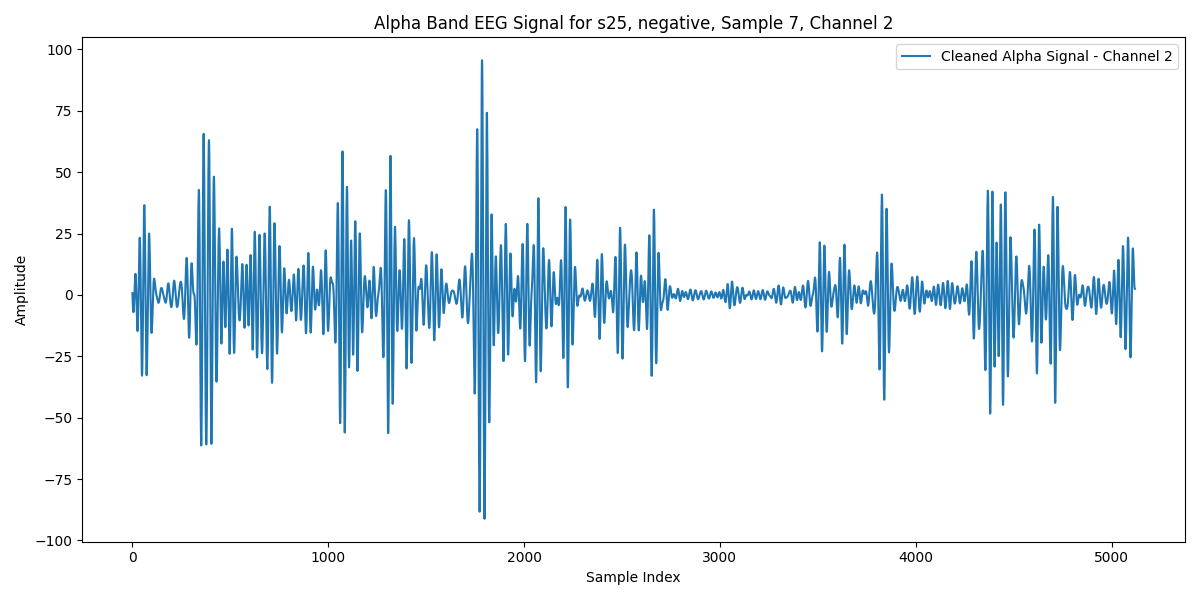 Alpha Band EEG Signal for s25, negative, Sample 7, Channel 2
Cleaned Alpha Signal - Channel 2
Amplitude
100
75
50
25
0
−25
−50
−75
−100
0 1000 2000 3000 4000 5000
Sample Index